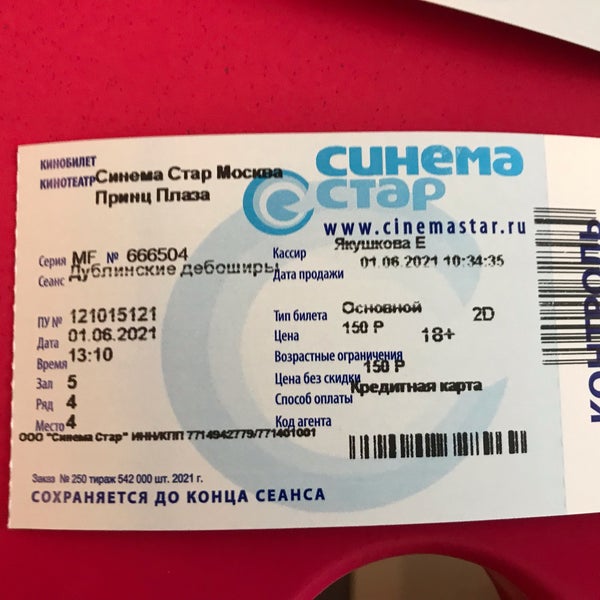 КИНОБИЛЕТ
КИНОТЕАТР Синема Стар Москва
Принц Плаза
синема
стар
www.cinemastar.ru
Серия MF № 666504
Сеанс Дублинские дебоширы
Кассир Якушкова Е
Дата продажи 01.06.2021 10:34:35
ПУ № 121015121
Дата 01.06.2021
Время 13:10
Зал 5
Ряд 4
Место 4
Тип билета Основной 2D
Цена 150 Р 18+
Возрастные ограничения
Цена без скидки 150 Р
Способ оплаты Кредитная карта
Код агента
ООО "Синема Стар" ИНН/КПП 7714942779/771401001
Заказ № 250 тираж 542 000 шт. 2021 г.
СОХРАНЯЕТСЯ ДО КОНЦА СЕАНСА
КОНТРОЛЬ